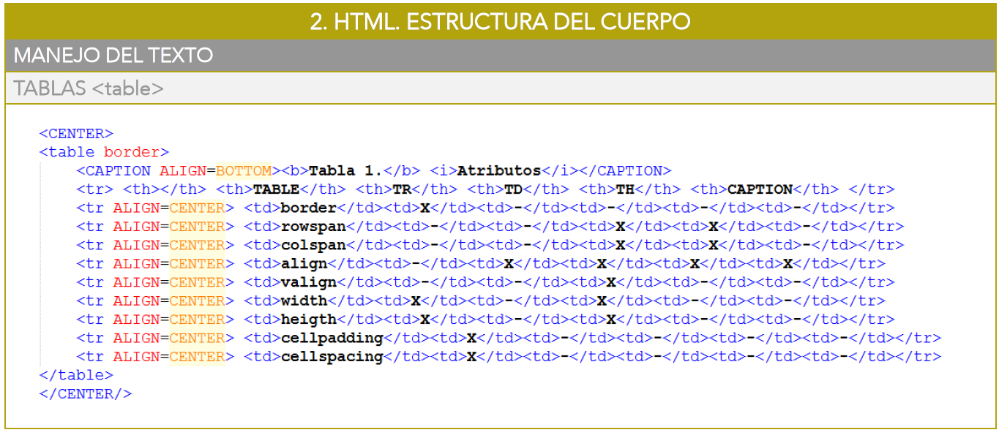 2. HTML. ESTRUCTURA DEL CUERPO
MANEJO DEL TEXTO
TABLAS <table>
<CENTER>
<table border>
<CAPTION ALIGN=BOTTOM><b>Tabla 1.</b> <i>Atributos</i></CAPTION>
<tr> <th></th> <th>TABLE</th> <th>TR</th> <th>TD</th> <th>TH</th> <th>CAPTION</th> </tr>
<tr ALIGN=CENTER> <td>border</td><td>X</td><td>-</td><td>-</td><td>-</td><td>-</td></tr>
<tr ALIGN=CENTER> <td>rowspan</td><td>-</td><td>-</td><td>X</td><td>X</td><td>-</td></tr>
<tr ALIGN=CENTER> <td>colspan</td><td>-</td><td>-</td><td>X</td><td>X</td><td>-</td></tr>
<tr ALIGN=CENTER> <td>align</td><td>-</td><td>X</td><td>X</td><td>X</td><td>X</td></tr>
<tr ALIGN=CENTER> <td>valign</td><td>-</td><td>-</td><td>X</td><td>-</td><td>-</td></tr>
<tr ALIGN=CENTER> <td>width</td><td>X</td><td>-</td><td>X</td><td>-</td><td>-</td></tr>
<tr ALIGN=CENTER> <td>heigth</td><td>X</td><td>-</td><td>X</td><td>-</td><td>-</td></tr>
<tr ALIGN=CENTER> <td>cellpadding</td><td>X</td><td>-</td><td>-</td><td>-</td><td>-</td></tr>
<tr ALIGN=CENTER> <td>cellspacing</td><td>X</td><td>-</td><td>-</td><td>-</td><td>-</td></tr>
</table>
</CENTER/>